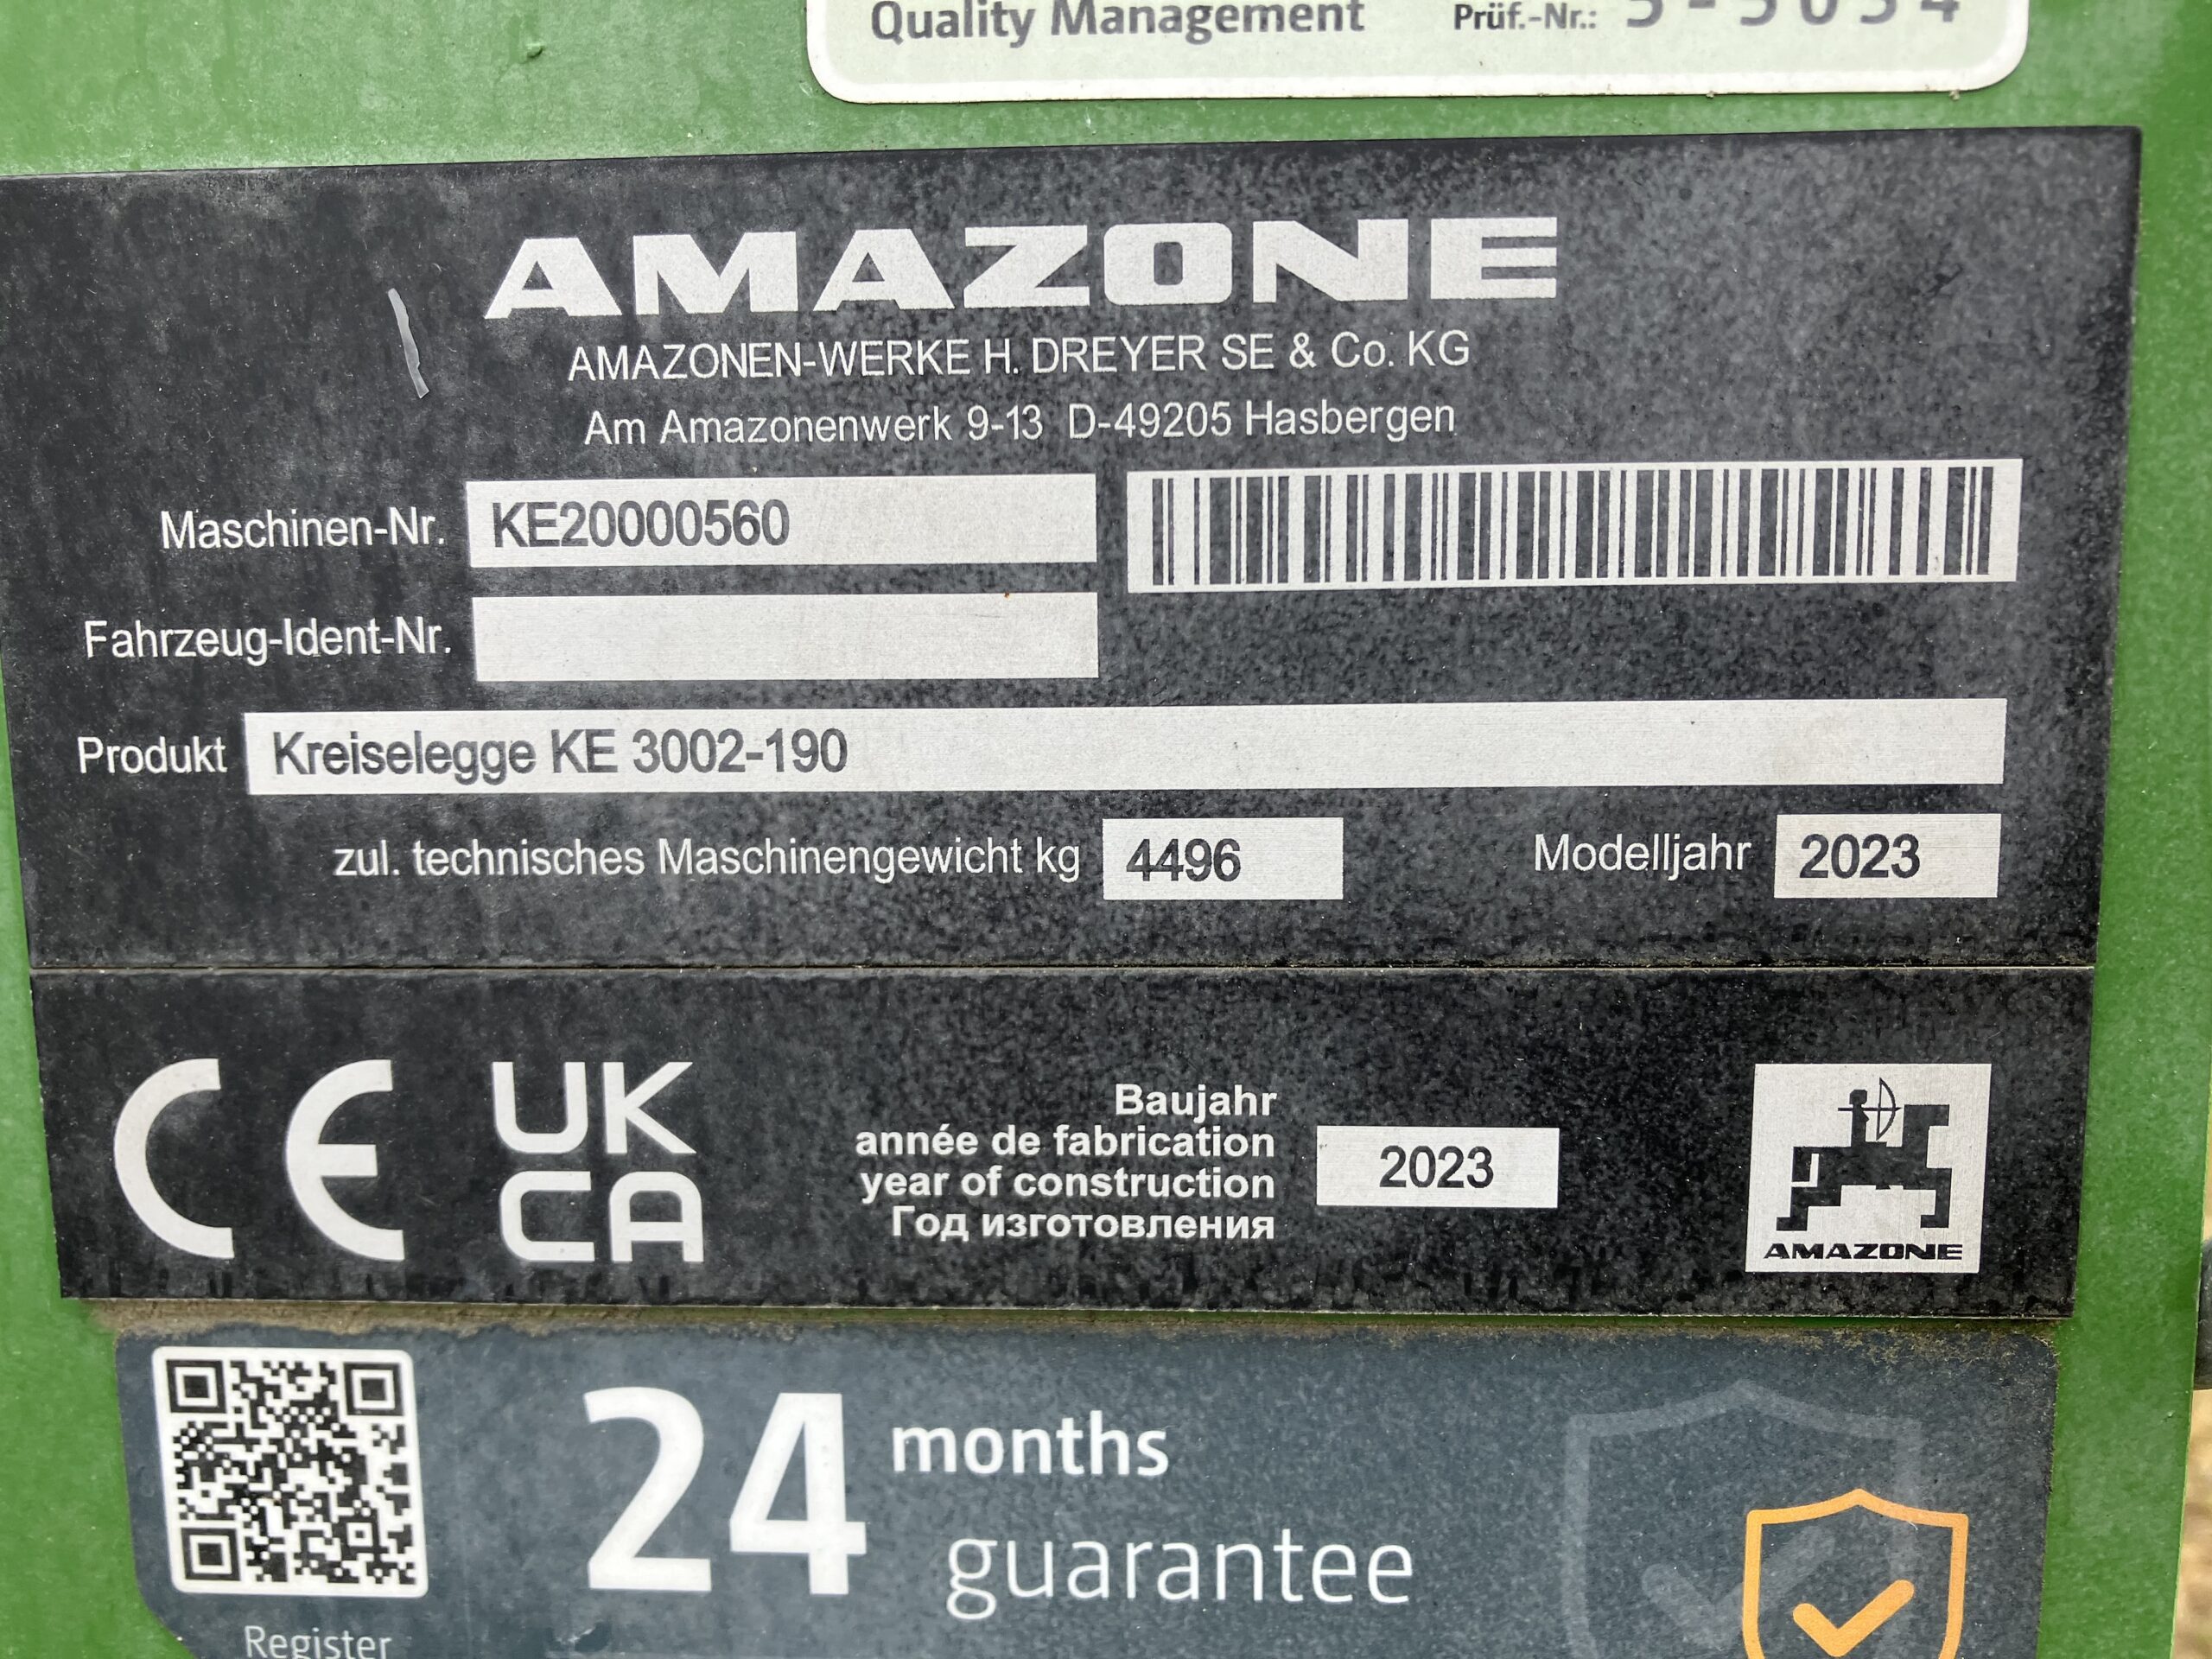 Quality Management Prüf.-Nr.:
AMAZONE
AMAZONEN-WERKE H. DREYER SE & Co. KG
Am Amazonenwerk 9-13 D-49205 Hasbergen
Maschinen-Nr. KE20000560
Fahrzeug-Ident-Nr.
Produkt Kreiselegge KE 3002-190
zul. technisches Maschinengewicht kg 4496 Modelljahr 2023
CE
UK
CA
Baujahr
année de fabrication
year of construction
Год изготовления
2023
AMAZONE
24 months
guarantee
Register